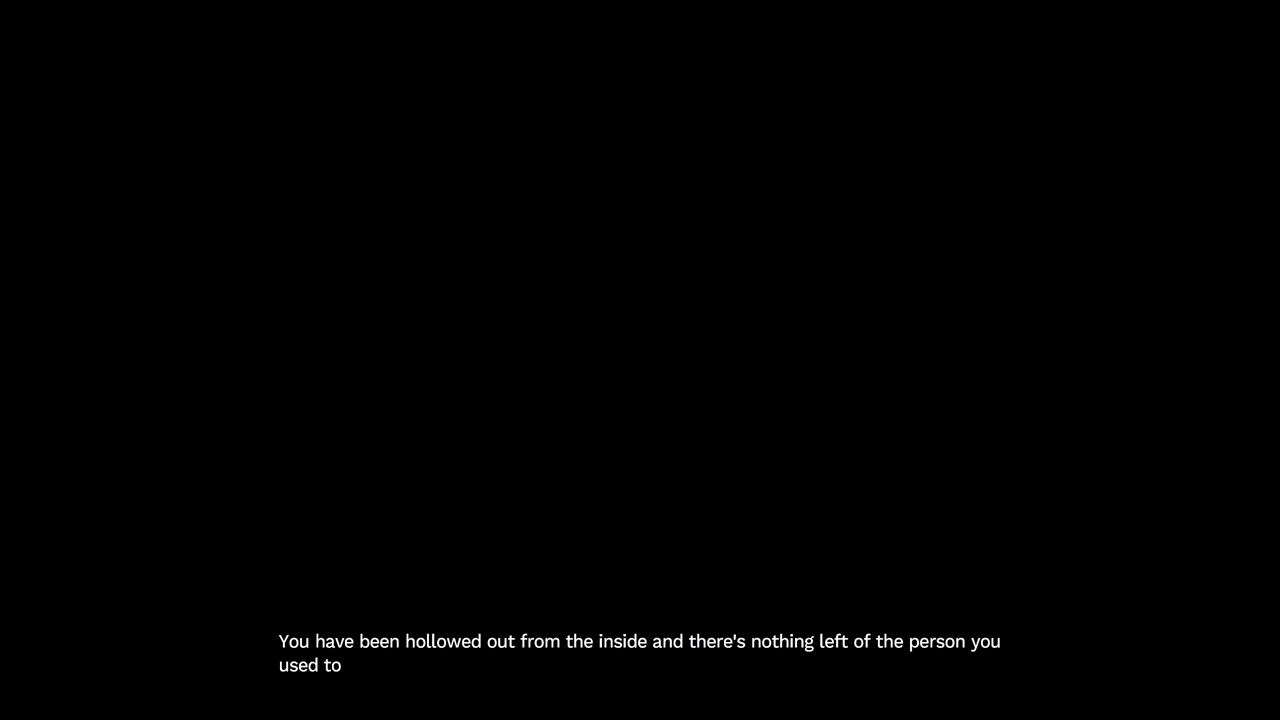 You have been hollowed out from the inside and there's nothing left of the person you
used to